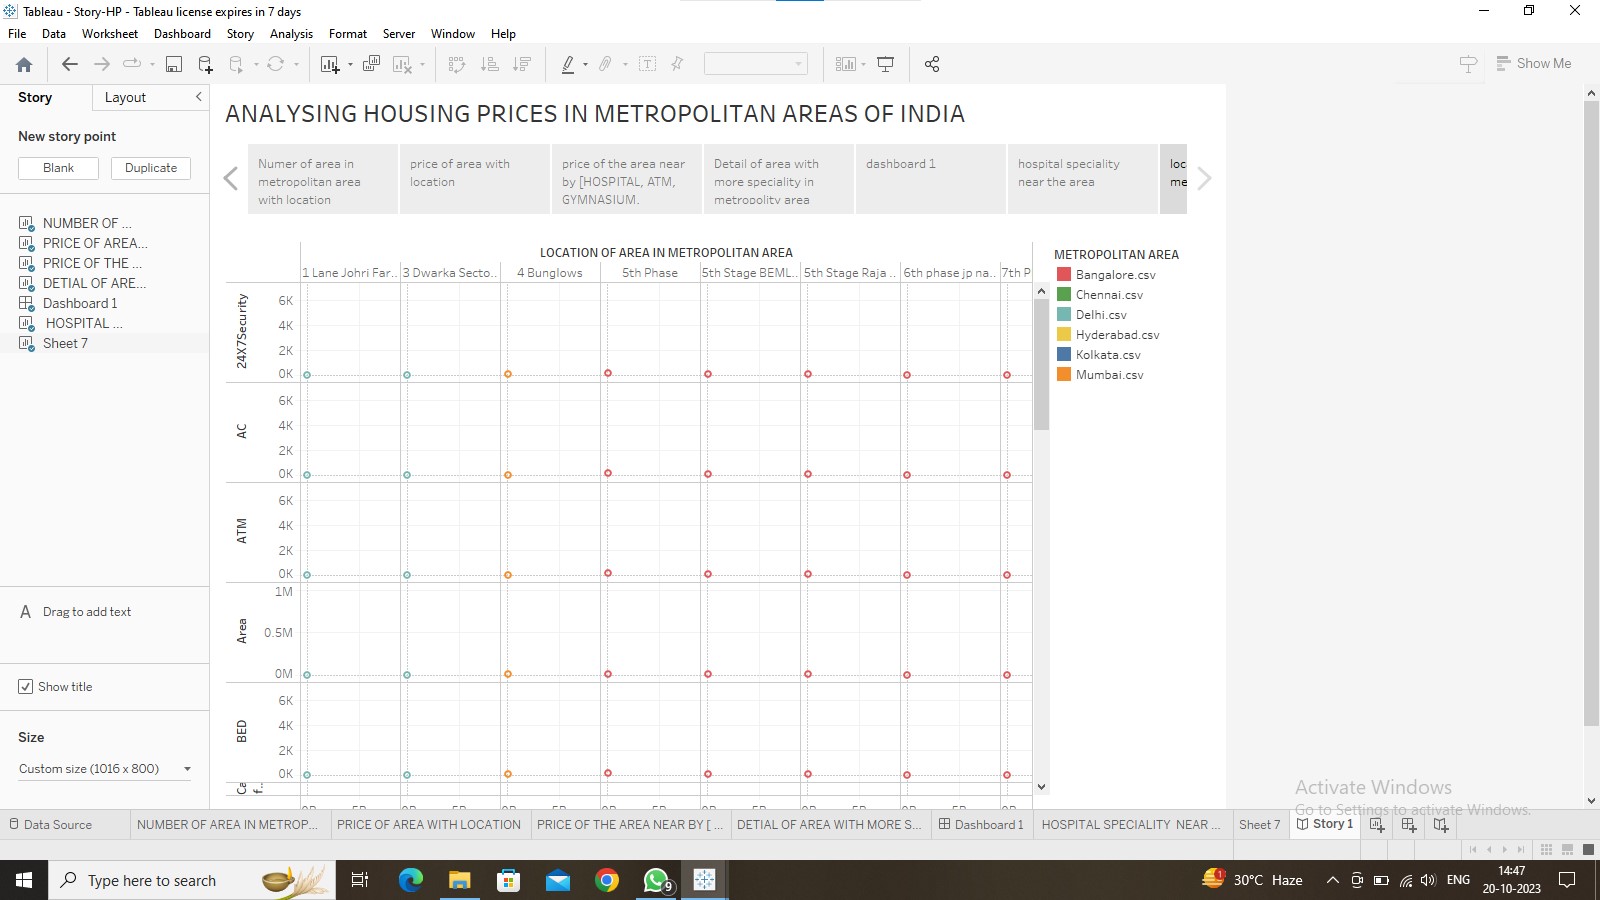 Tableau - Story-HP - Tableau license expires in 7 days
File Data Worksheet Dashboard Story Analysis Format Server Window Help
Show Me
Story Layout
New story point
Blank Duplicate
NUMBER OF ...
PRICE OF AREA...
PRICE OF THE ...
DETIAL OF ARE...
Dashboard 1
HOSPITAL ...
Sheet 7
A Drag to add text
Show title
Size
Custom size (1016 x 800)
ANALYSING HOUSING PRICES IN METROPOLITAN AREAS OF INDIA
Numer of area in
metropolitan area
with location
price of area with
location
price of the area near
by [HOSPITAL, ATM,
GYMNASIUM.
Detail of area with
more speciality in
metropolity area
dashboard 1
hospital speciality
near the area
loc
me
LOCATION OF AREA IN METROPOLITAN AREA
1 Lane Johri Far.. 3 Dwarka Secto.. 4 Bunglows 5th Phase 5th Stage BEML.. 5th Stage Raja .. 6th phase jp na.. 7th P
24X7Security
6K
4K
2K
0K
AC
6K
4K
2K
0K
ATM
6K
4K
2K
0K
Area
1M
0.5M
0M
BED
6K
4K
2K
0K
Ca
f..
METROPOLITAN AREA
Bangalore.csv
Chennai.csv
Delhi.csv
Hyderabad.csv
Kolkata.csv
Mumbai.csv
Activate Windows
Go to Settings to activate Windows.
Data Source NUMBER OF AREA IN METROP... PRICE OF AREA WITH LOCATION PRICE OF THE AREA NEAR BY [ ... DETIAL OF AREA WITH MORE S... Dashboard 1 HOSPITAL SPECIALITY NEAR ... Sheet 7 Story 1
Type here to search
9
1
30°C Haze
ENG
14:47
20-10-2023